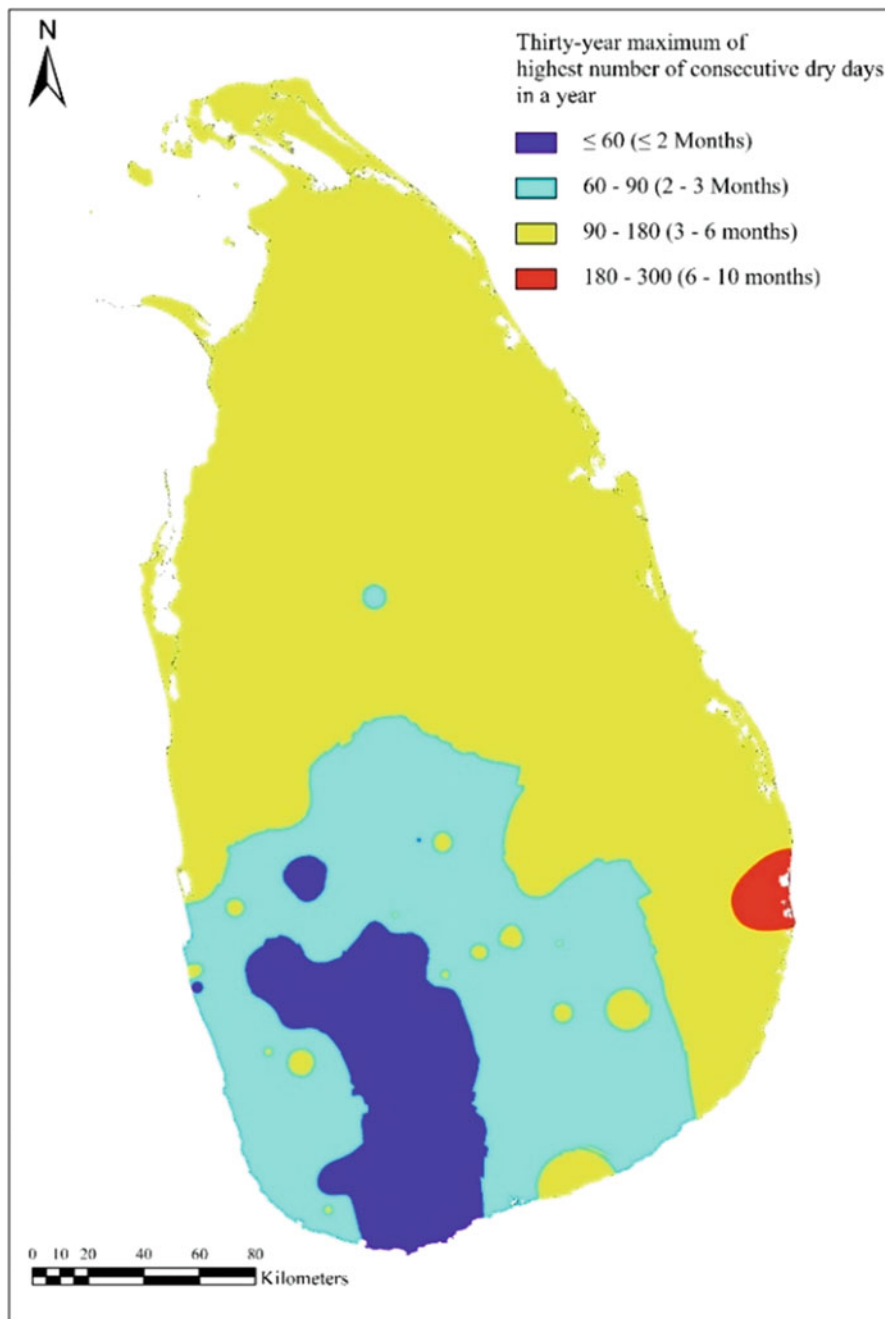 N
Thirty-year maximum of
highest number of consecutive dry days
in a year
≤ 60 (≤ 2 Months)
60 - 90 (2 - 3 Months)
90 - 180 (3 - 6 months)
180 - 300 (6 - 10 months)
0 10 20 40 60 80
Kilometers